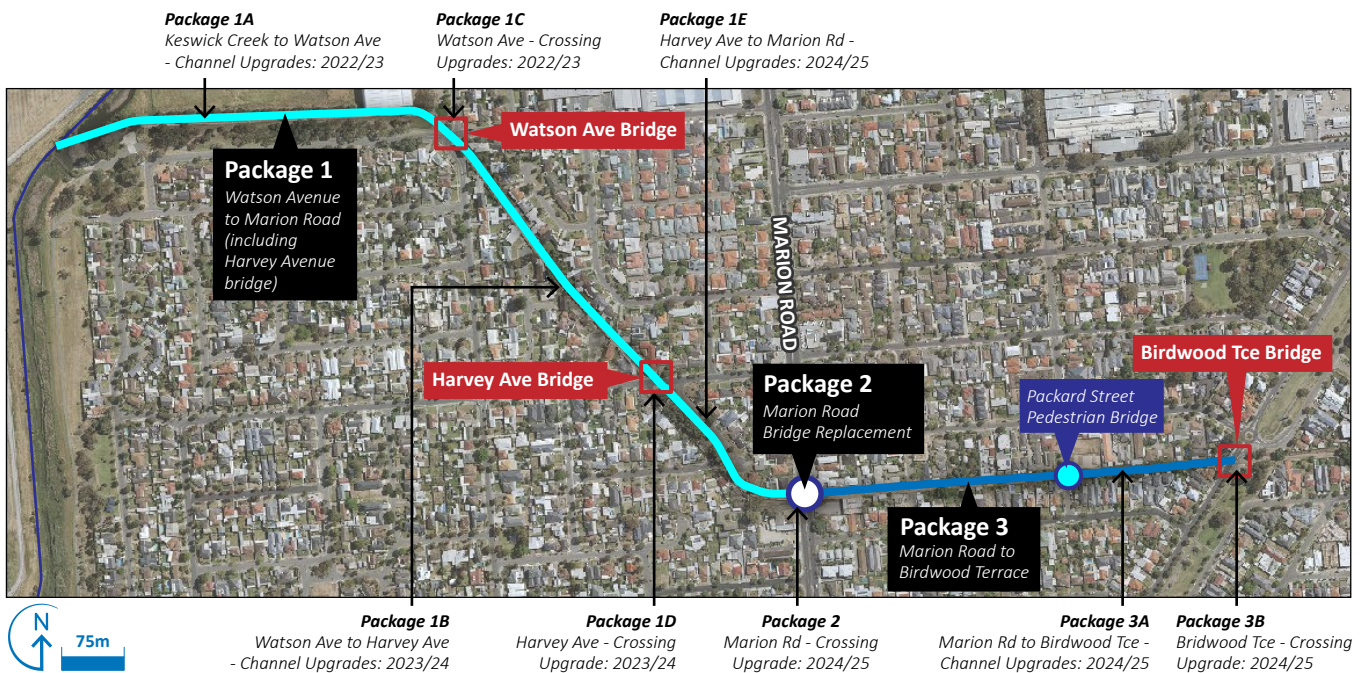 Package 1A
Keswick Creek to Watson Ave
- Channel Upgrades: 2022/23
Package 1C
Watson Ave - Crossing
Upgrades: 2022/23
Package 1E
Harvey Ave to Marion Rd -
Channel Upgrades: 2024/25
Watson Ave Bridge
Package 1
Watson Avenue
to Marion Road
(including
Harvey Avenue
bridge)
MARION ROAD
Harvey Ave Bridge
Package 2
Marion Road
Bridge Replacement
Birdwood Tce Bridge
Packard Street
Pedestrian Bridge
Package 3
Marion Road to
Birdwood Terrace
N
75m
Package 1B
Watson Ave to Harvey Ave
- Channel Upgrades: 2023/24
Package 1D
Harvey Ave - Crossing
Upgrade: 2023/24
Package 2
Marion Rd - Crossing
Upgrade: 2024/25
Package 3A
Marion Rd to Birdwood Tce -
Channel Upgrades: 2024/25
Package 3B
Birdwood Tce - Crossing
Upgrade: 2024/25